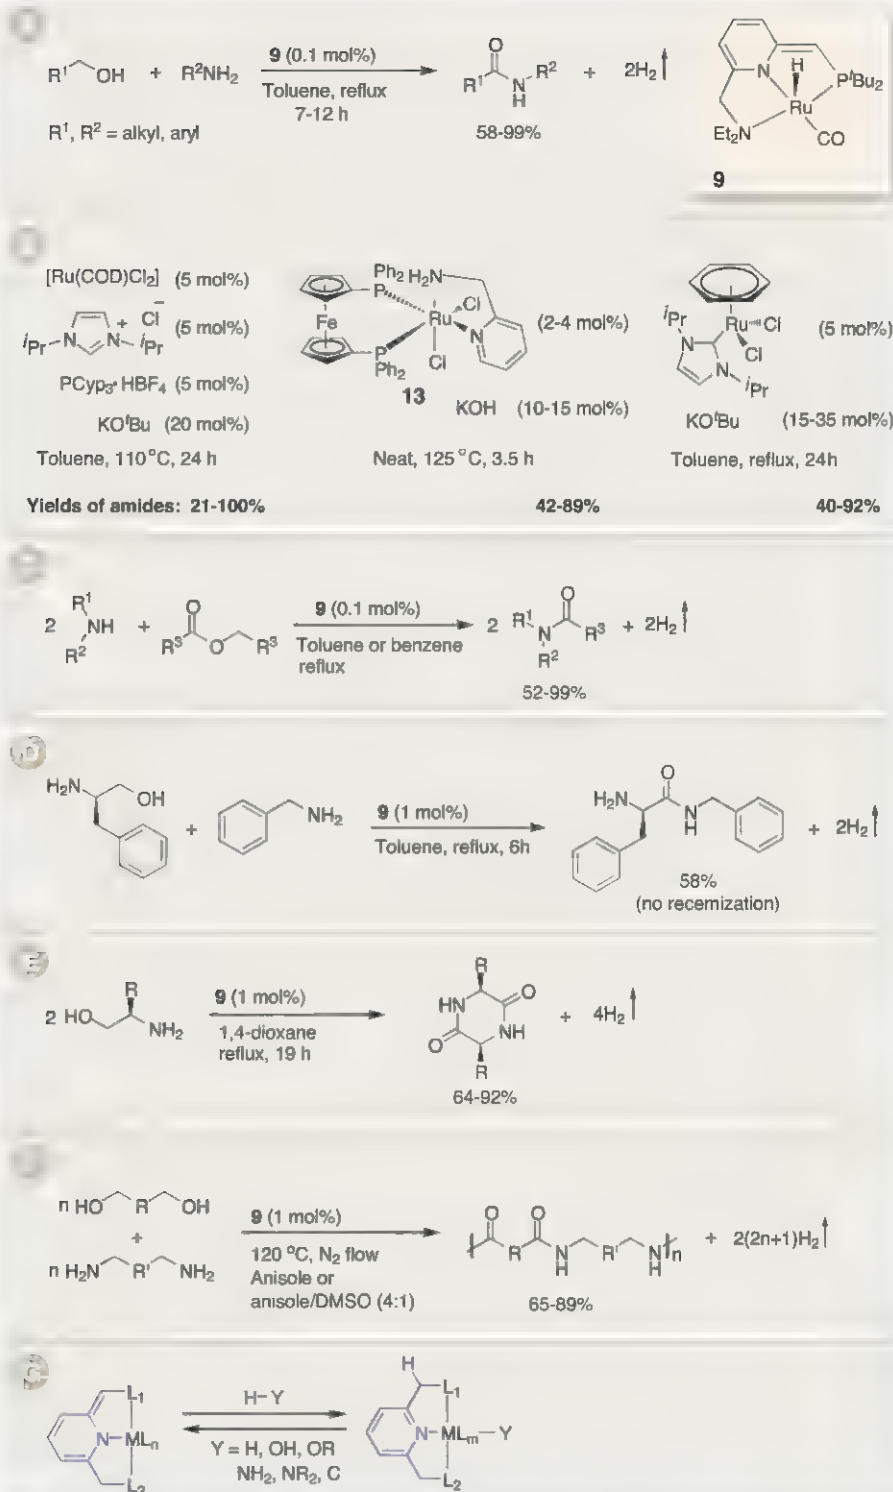 R¹ OH + R²NH₂ 9 (0.1 mol%) Toluene, reflux 7-12 h R¹ O N H R² + 2H₂
R¹, R² = alkyl, aryl 58-99%
N H Ru PᵗBu₂ Et₂N CO
9
[Ru(COD)Cl₂] (5 mol%)
ⁱPr N + N ⁱPr Cl⁻ (5 mol%)
PCyp₃·HBF₄ (5 mol%)
KOᵗBu (20 mol%)
Toluene, 110 °C, 24 h
Ph₂ P H₂N Fe Ru Cl Cl N P Ph₂ (2-4 mol%)
13
KOH (10-15 mol%)
Neat, 125 °C, 3.5 h
ⁱPr N N ⁱPr Ru Cl Cl (5 mol%)
KOᵗBu (15-35 mol%)
Toluene, reflux, 24h
Yields of amides: 21-100% 42-89% 40-92%
2 R¹ NH R² + R³ O O R³ 9 (0.1 mol%) Toluene or benzene reflux 2 R¹ N R² O R³ + 2H₂
52-99%
H₂N OH + NH₂ 9 (1 mol%) Toluene, reflux, 6h H₂N O N H + 2H₂
58%
(no recemization)
2 HO R NH₂ 9 (1 mol%) 1,4-dioxane reflux, 19 h R HN O O NH R + 4H₂
64-92%
n HO R OH
+
n H₂N R' NH₂
9 (1 mol%)
120 °C, N₂ flow
Anisole or
anisole/DMSO (4:1)
O R O N H R' N H n + 2(2n+1)H₂
65-89%
L₁ N MLₙ L₂
H-Y
Y = H, OH, OR
NH₂, NR₂, C
H L₁ N MLₘ Y L₂